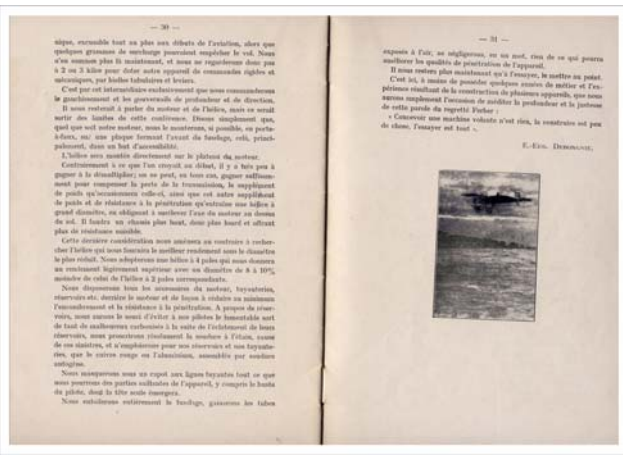 — 30 —
nique, excusable tout au plus aux débuts de l'aviation, alors que
quelques grammes de surcharge pouvaient empêcher le vol. Nous
n'en sommes plus là maintenant, et nous ne regarderons donc pas
à 2 ou 3 kilos pour doter notre appareil de commandes rigides et
mécaniques, par bielles tubulaires et leviers.
C'est par cet intermédiaire exclusivement que nous commanderons
le gauchissement et les gouvernails de profondeur et de direction.
Il nous resterait à parler du moteur et de l'hélice, mais ce serait
sortir des limites de cette conférence. Disons simplement que,
quel que soit notre moteur, nous le monterons, si possible, en porte-
à-faux, sur une plaque fermant l'avant du fuselage, celà, princi-
palement, dans un but d'accessibilité.
L'hélice sera montée directement sur le plateau du moteur.
Contrairement à ce que l'on croyait au début, il y a très peu à
gagner à la démultiplier; on ne peut, en tous cas, gagner suffisam-
ment pour compenser la perte de la transmission, le supplément
de poids qu'occasionnera celle-ci, ainsi que cet autre supplément
de poids et de résistance à la pénétration qu'entraîne une hélice à
grand diamètre, en obligeant à surélever l'axe du moteur au dessus
du sol. Il faudra un chassis plus haut, donc plus lourd et offrant
plus de résistance nuisible.
Cette dernière considération nous amènera au contraire à recher-
cher l'hélice qui nous fournira le meilleur rendement sous le diamètre
le plus réduit. Nous adopterons une hélice à 4 pales qui nous donnera
un rendement légèrement supérieur avec un diamètre de 8 à 10%
moindre de celui de l'hélice à 2 pales correspondante.
Nous disposerons tous les accessoires du moteur, tuyauteries,
réservoirs etc. derrière le moteur et de façon à réduire au minimum
l'encombrement et la résistance à la pénétration. A propos de réser-
voirs, nous aurons le souci d'éviter à nos pilotes le lamentable sort
de tant de malheureux carbonisés à la suite de l'éclatement de leurs
réservoirs, nous proscrirons résolument la soudure à l'étain, cause
de ces sinistres, et n'emploierons pour nos réservoirs et nos tuyaute-
ries, que le cuivre rouge ou l'aluminium, assemblés par soudure
autogène.
Nous masquerons sous un capot aux lignes fuyantes tout ce que
nous pourrons des parties saillantes de l'appareil, y compris le buste
du pilote, dont la tête seule émergera.
Nous entoilerons entièrement le fuselage, gainerons les tubes
— 31 —
exposés à l'air, ne négligerons, en un mot, rien de ce qui pourra
améliorer les qualités de pénétration de l'appareil.
Il nous restera plus maintenant qu'à l'essayer, le mettre au point.
C'est ici, à moins de posséder quelques années de métier et l'ex-
périence résultant de la construction de plusieurs appareils, que nous
aurons simplement l'occasion de méditer la profondeur et la justesse
de cette parole du regretté Ferber :
« Concevoir une machine volante n'est rien, la construire est peu
de chose, l'essayer est tout ».